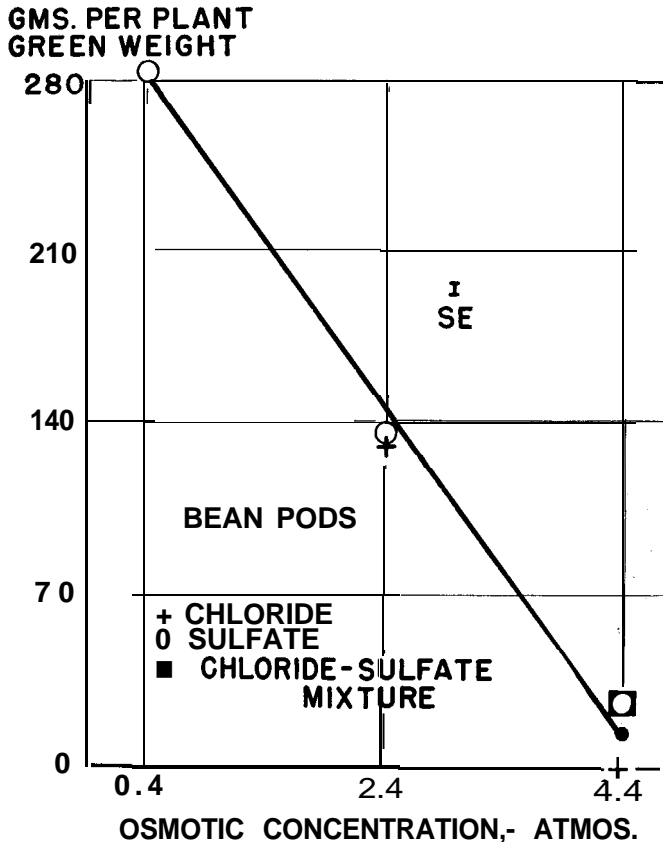 GMS. PER PLANT
GREEN WEIGHT
280
210
I
SE
140
BEAN PODS
70
+ CHLORIDE
O SULFATE
■ CHLORIDE-SULFATE
MIXTURE
0
0.4 2.4 4.4
OSMOTIC CONCENTRATION,- ATMOS.